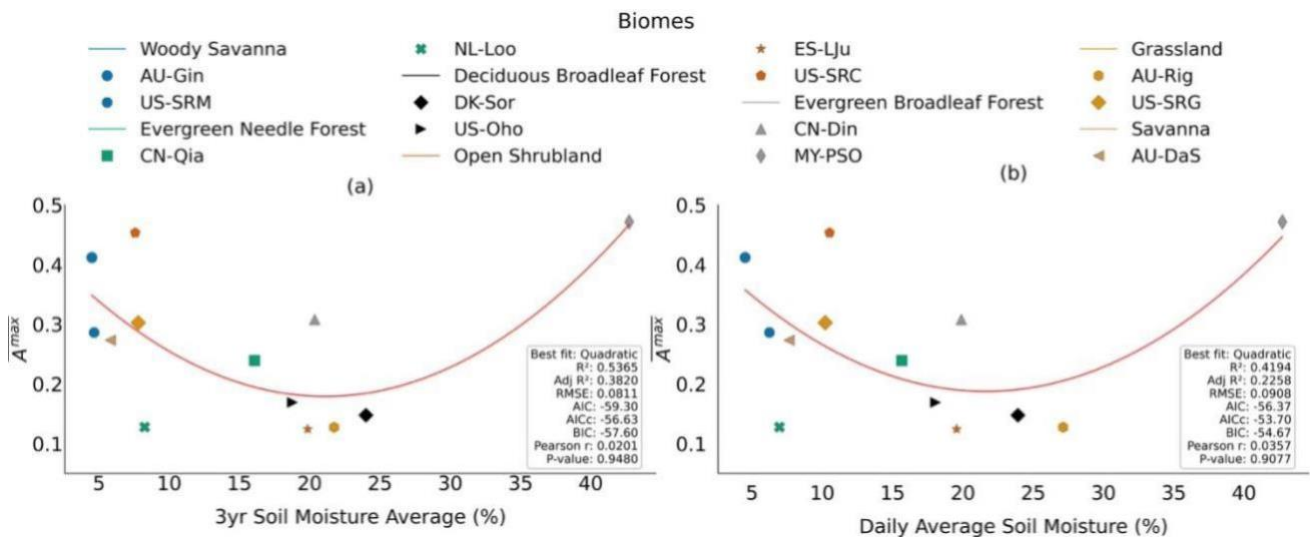 Biomes
Woody Savanna
AU-Gin
US-SRM
Evergreen Needle Forest
CN-Qia
NL-Loo
Deciduous Broadleaf Forest
DK-Sor
US-Oho
Open Shrubland
ES-LJu
US-SRC
Evergreen Broadleaf Forest
CN-Din
MY-PSO
Grassland
AU-Rig
US-SRG
Savanna
AU-DaS
(a)
0.5
0.4
0.3
0.2
0.1
A^max
Best fit: Quadratic
R²: 0.5365
Adj R²: 0.3820
RMSE: 0.0811
AIC: -59.30
AICc: -56.63
BIC: -57.60
Pearson r: 0.0201
P-value: 0.9480
5 10 15 20 25 30 35 40
3yr Soil Moisture Average (%)
(b)
0.5
0.4
0.3
0.2
0.1
A^max
Best fit: Quadratic
R²: 0.4194
Adj R²: 0.2258
RMSE: 0.0908
AIC: -56.37
AICc: -53.70
BIC: -54.67
Pearson r: 0.0357
P-value: 0.9077
5 10 15 20 25 30 35 40
Daily Average Soil Moisture (%)